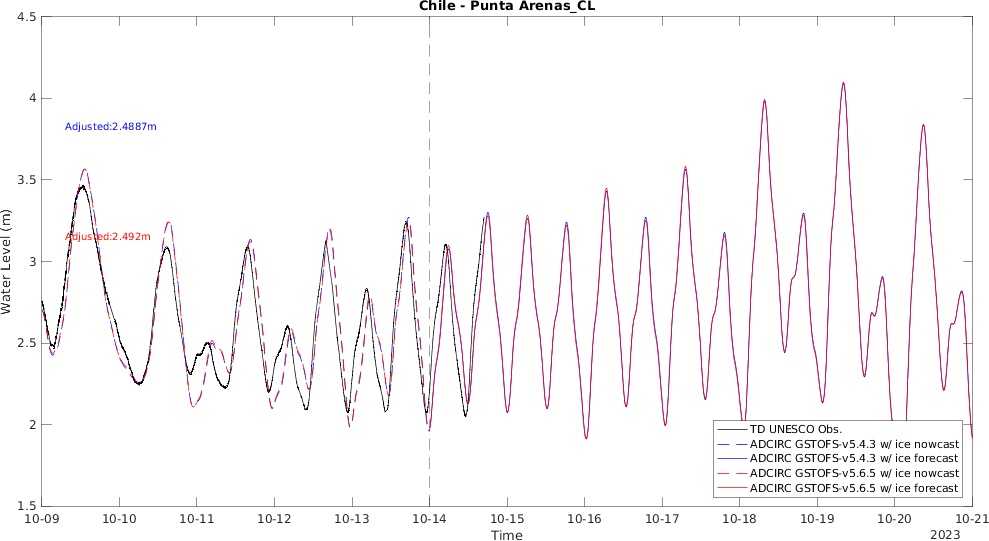 Chile - Punta Arenas_CL
4.5
4
3.5
3
2.5
2
1.5
Water Level (m)
Adjusted:2.4887m
Adjusted:2.492m
TD UNESCO Obs.
ADCIRC GSTOFS-v5.4.3 w/ ice nowcast
ADCIRC GSTOFS-v5.4.3 w/ ice forecast
ADCIRC GSTOFS-v5.6.5 w/ ice nowcast
ADCIRC GSTOFS-v5.6.5 w/ ice forecast
10-09 10-10 10-11 10-12 10-13 10-14 10-15 10-16 10-17 10-18 10-19 10-20 10-21
Time
2023